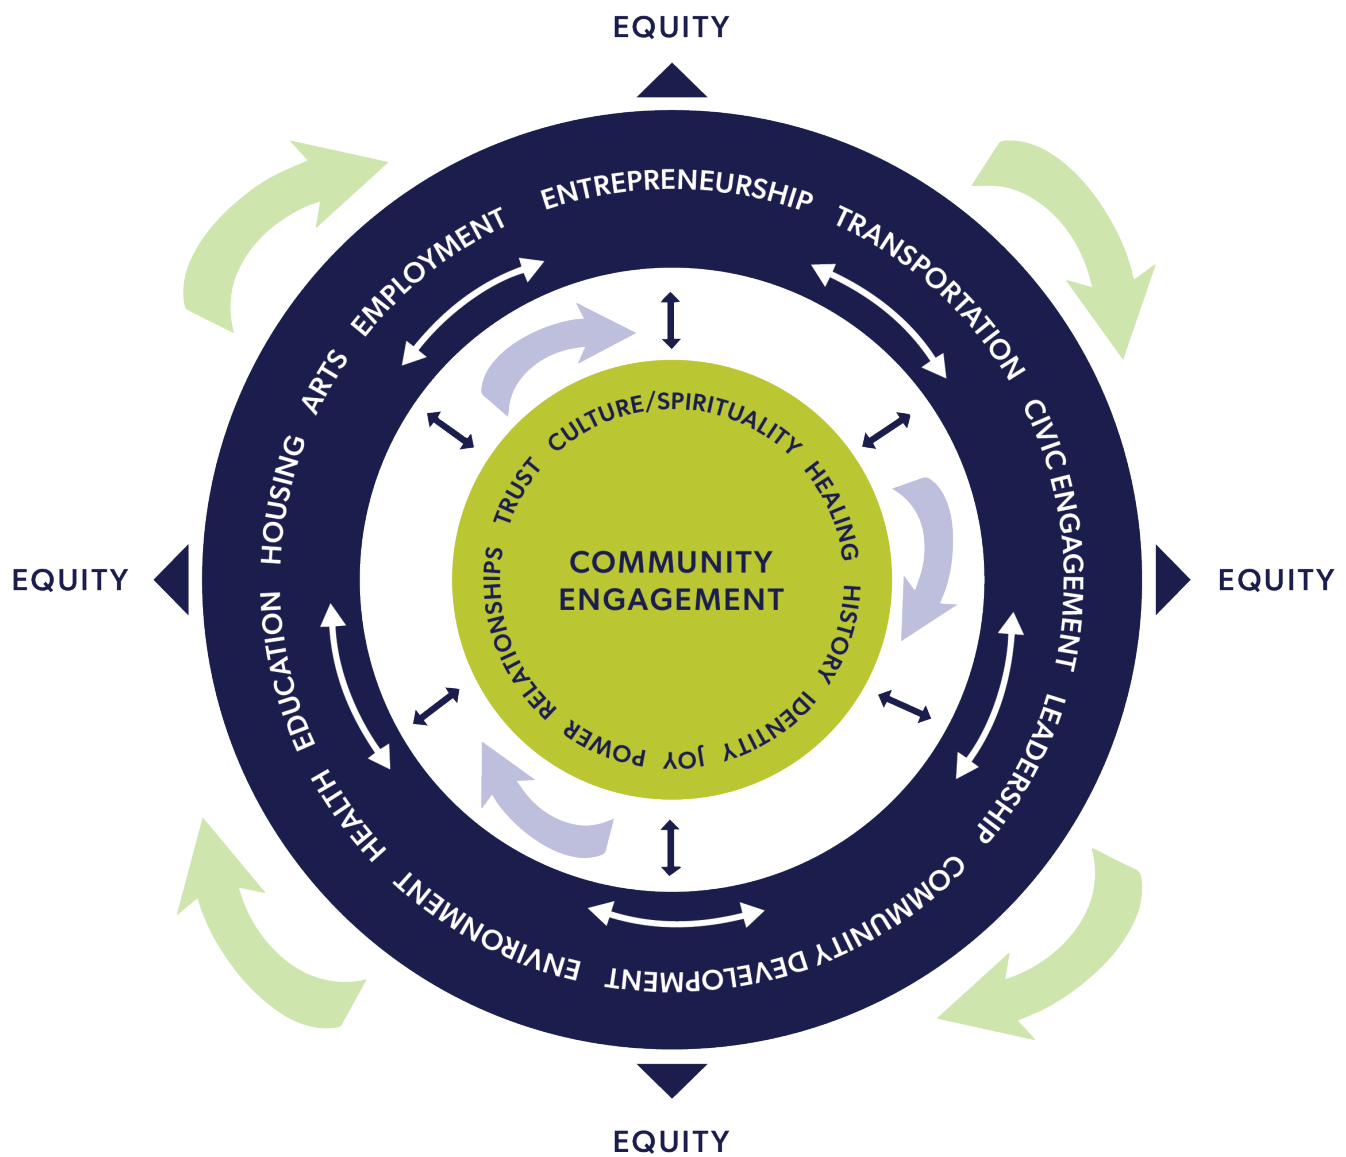 EQUITY
ENTREPRENEURSHIP
TRANSPORTATION
CIVIC ENGAGEMENT
LEADERSHIP
COMMUNITY DEVELOPMENT
ENVIRONMENT
HEALTH
EDUCATION
HOUSING
ARTS
EMPLOYMENT
CULTURE/SPIRITUALITY
HEALING
HISTORY
IDENTITY
JOY
POWER
RELATIONSHIPS
TRUST
COMMUNITY
ENGAGEMENT
EQUITY
EQUITY
EQUITY